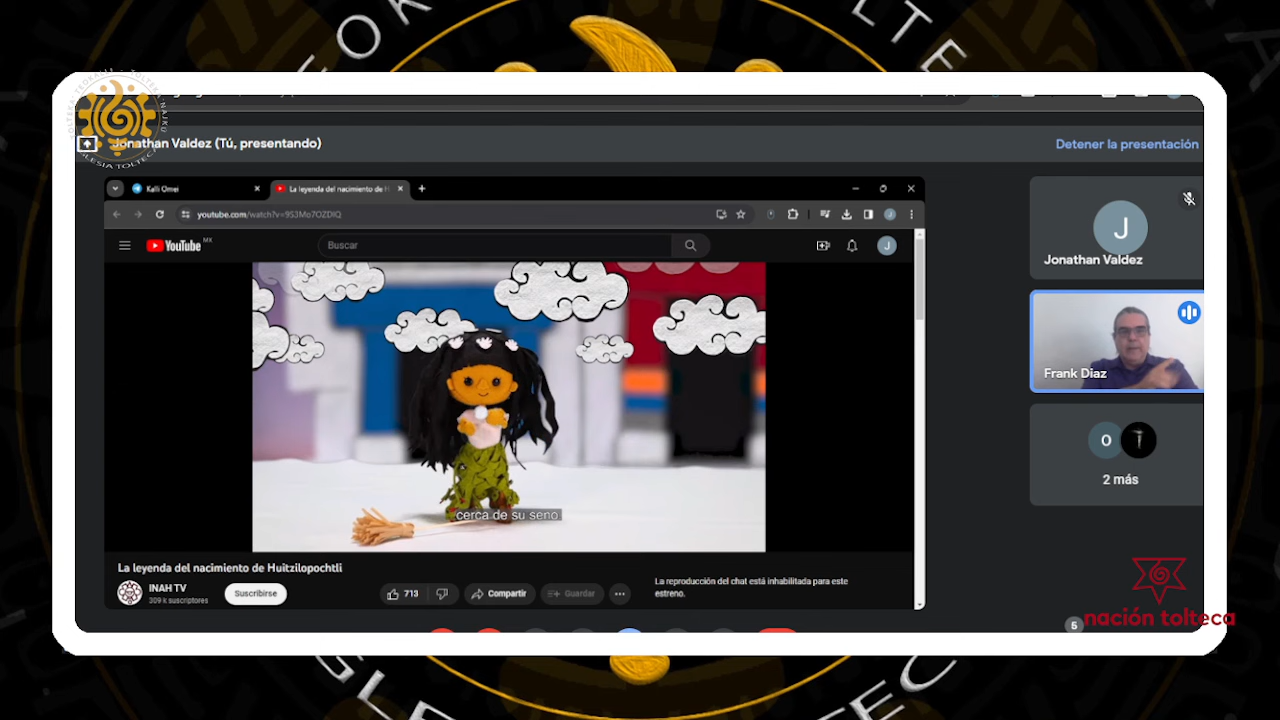 Jonathan Valdez (Tú, presentando)
Detener la presentación
Kalli Omei
La leyenda del nacimiento de H
youtube.com/watch?v=9S3Mo7OZDIQ
YouTube MX
Buscar
J
J
Jonathan Valdez
Frank Díaz
O
2 más
cerca de su seno
La leyenda del nacimiento de Huitzilopochtli
INAH TV
309 k suscriptores
Suscribirse
713
Compartir
Guardar
La reproducción del chat está inhabilitada para este
estreno.
5
nación tolteca